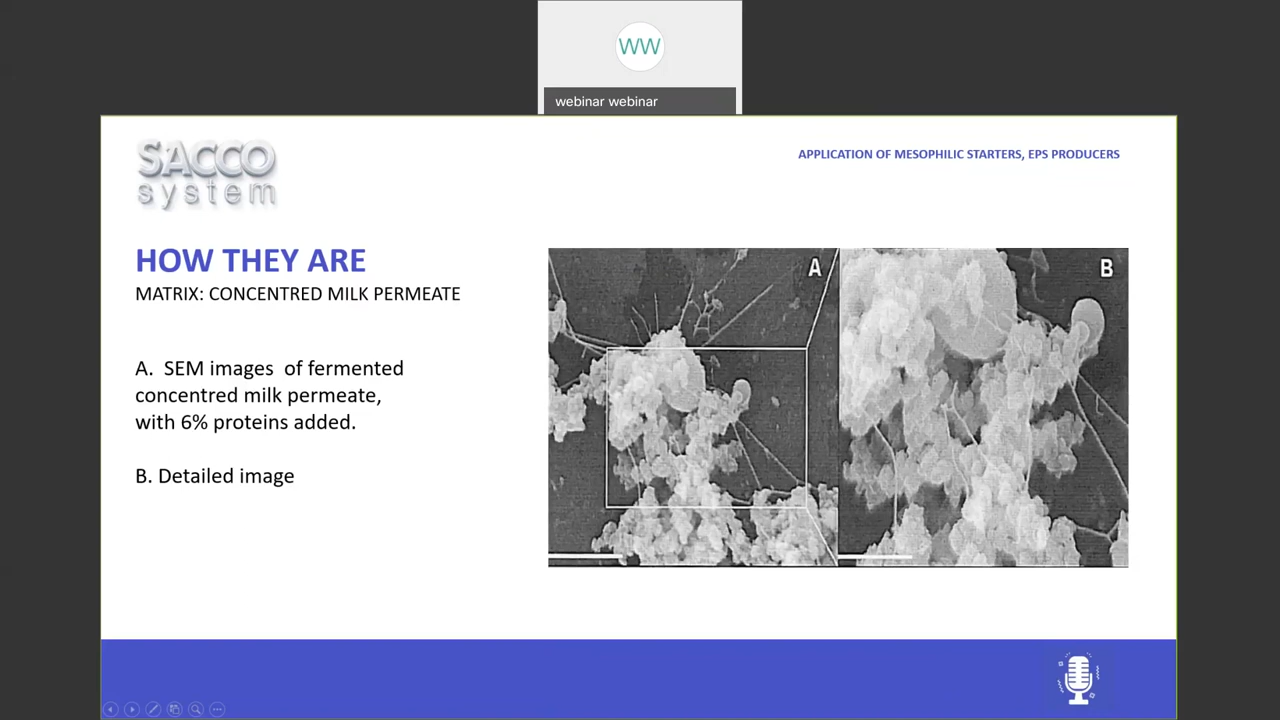 WW
webinar webinar
SACCO
system
APPLICATION OF MESOPHILIC STARTERS, EPS PRODUCERS
HOW THEY ARE
MATRIX: CONCENTRED MILK PERMEATE
A. SEM images of fermented
concentred milk permeate,
with 6% proteins added.
B. Detailed image
A
B